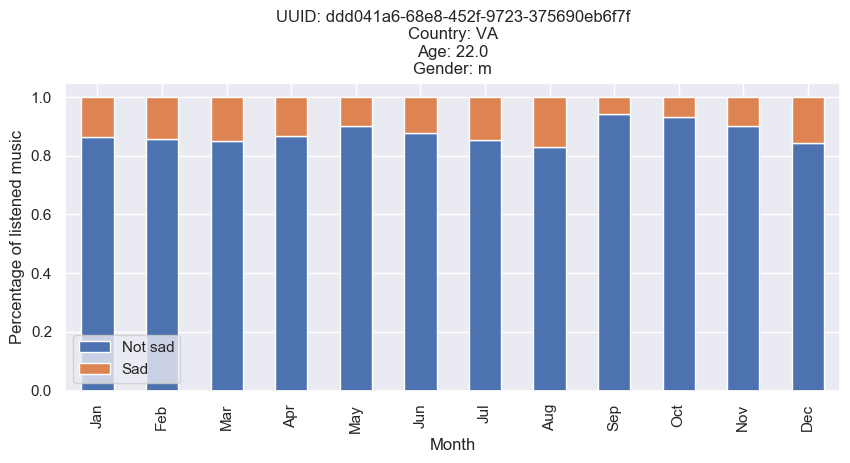 UUID: ddd041a6-68e8-452f-9723-375690eb6f7f
Country: VA
Age: 22.0
Gender: m
Percentage of listened music
1.0
0.8
0.6
0.4
0.2
0.0
Not sad
Sad
Jan
Feb
Mar
Apr
May
Jun
Jul
Aug
Sep
Oct
Nov
Dec
Month